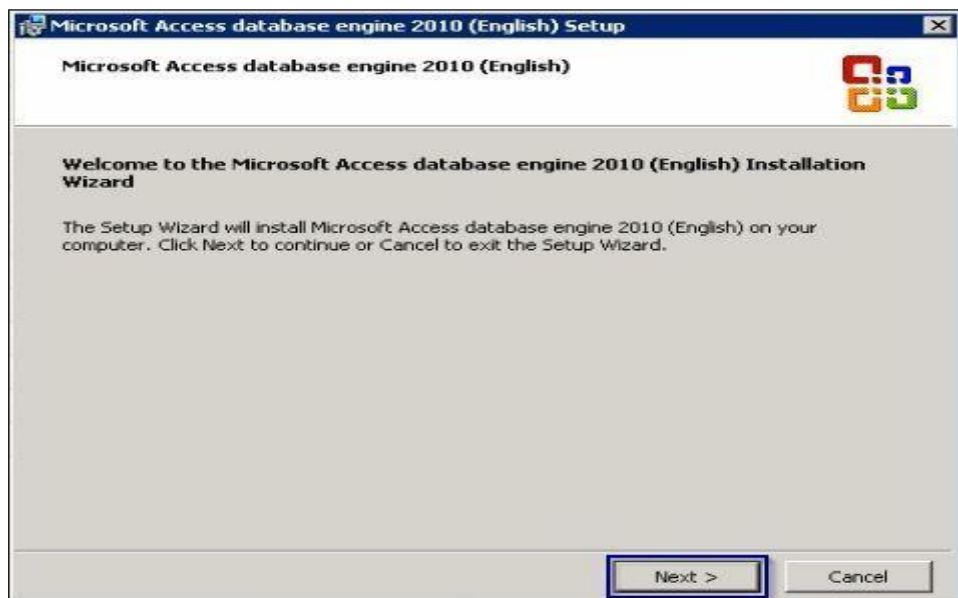 Microsoft Access database engine 2010 (English) Setup
Microsoft Access database engine 2010 (English)
Welcome to the Microsoft Access database engine 2010 (English) Installation
Wizard
The Setup Wizard will install Microsoft Access database engine 2010 (English) on your
computer. Click Next to continue or Cancel to exit the Setup Wizard.
Next >
Cancel